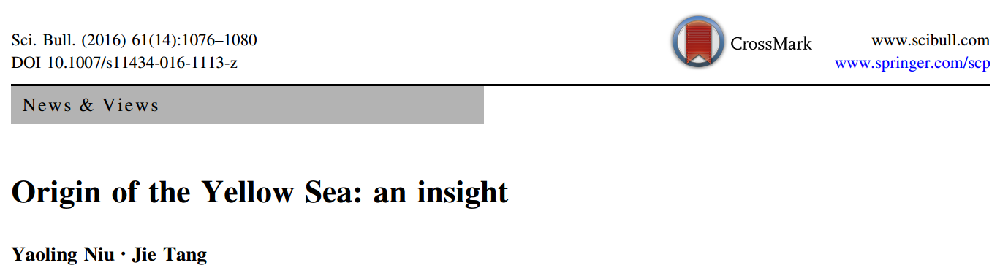 Sci. Bull. (2016) 61(14):1076–1080
DOI 10.1007/s11434-016-1113-z
CrossMark
www.scibull.com
www.springer.com/scp
News & Views
Origin of the Yellow Sea: an insight
Yaoling Niu · Jie Tang